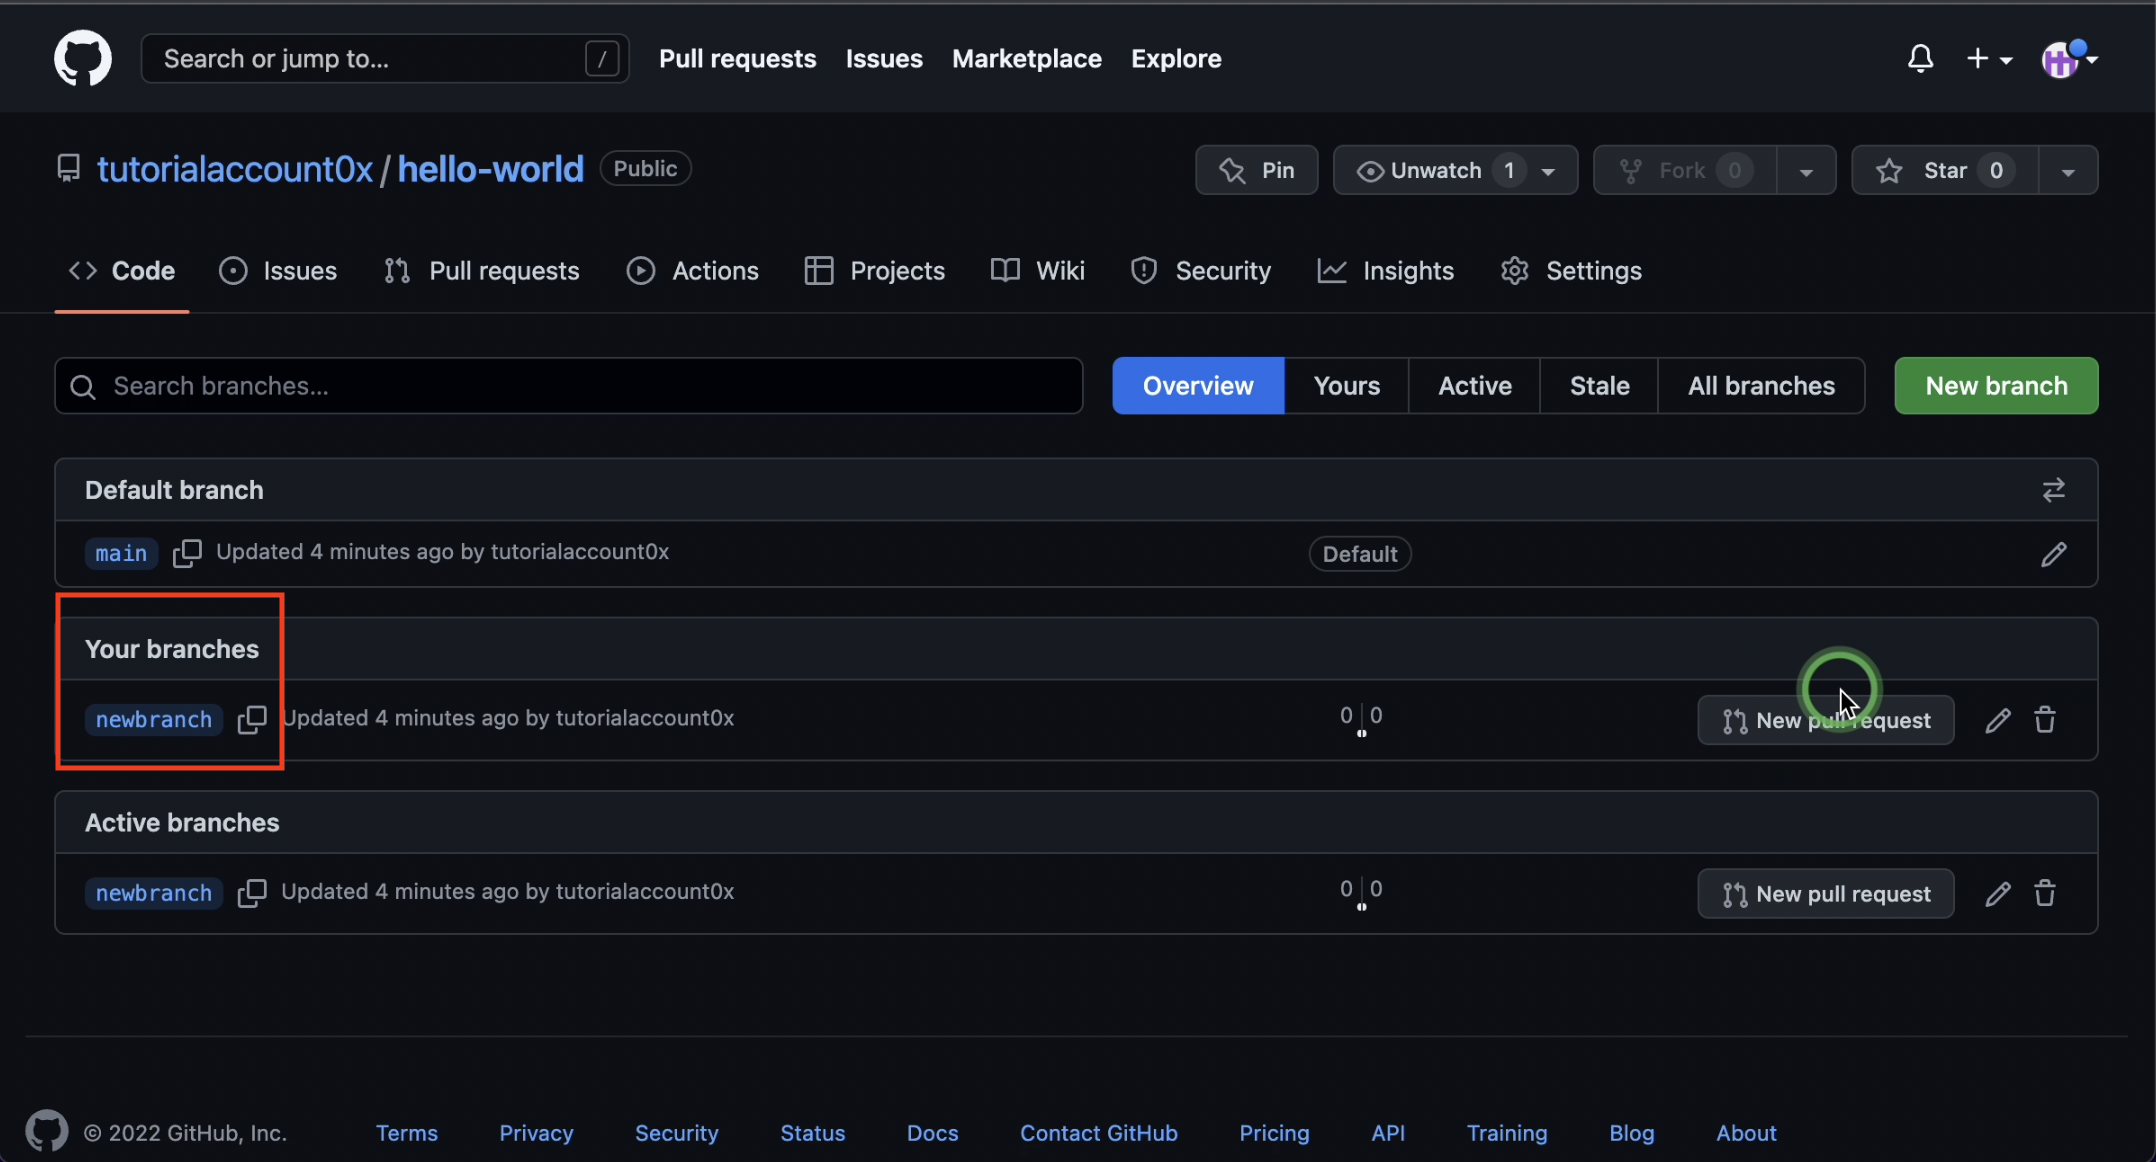 Search or jump to... / Pull requests Issues Marketplace Explore
tutorialaccount0x / hello-world Public Pin Unwatch 1 Fork 0 Star 0
Code Issues Pull requests Actions Projects Wiki Security Insights Settings
Search branches... Overview Yours Active Stale All branches New branch
Default branch
main Updated 4 minutes ago by tutorialaccount0x Default
Your branches
newbranch Updated 4 minutes ago by tutorialaccount0x 0 0 New pull request
Active branches
newbranch Updated 4 minutes ago by tutorialaccount0x 0 0 New pull request
© 2022 GitHub, Inc. Terms Privacy Security Status Docs Contact GitHub Pricing API Training Blog About